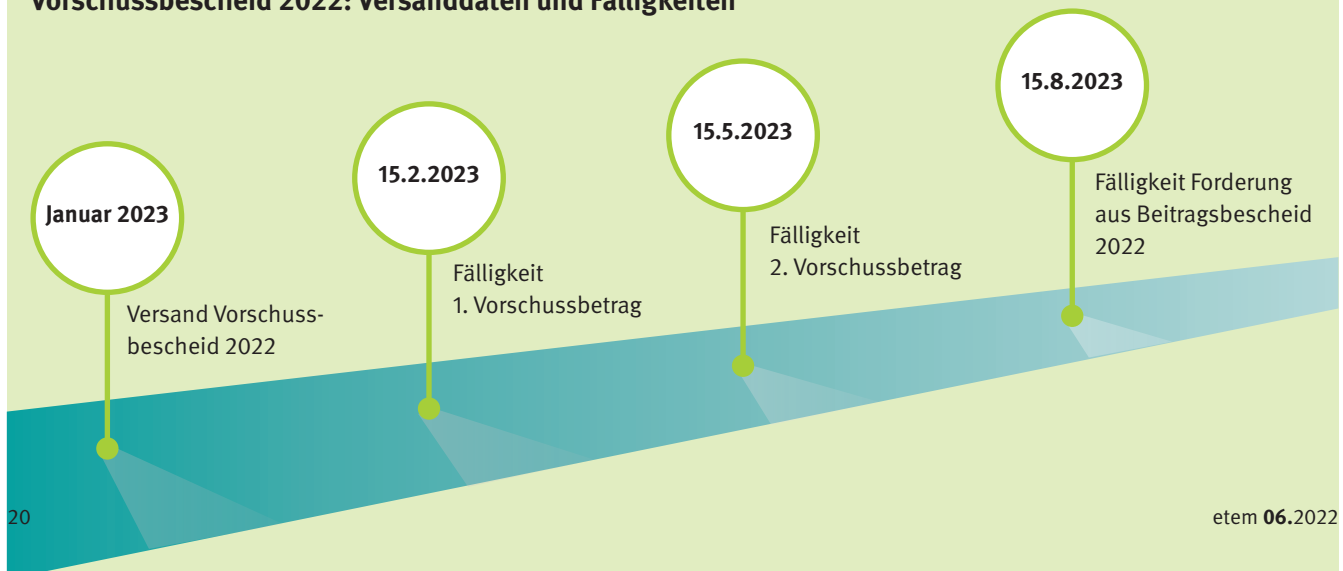 Vorschussbescheid 2022: Versanddaten und Fälligkeiten
Januar 2023
Versand Vorschuss-
bescheid 2022
15.2.2023
Fälligkeit
1. Vorschussbetrag
15.5.2023
Fälligkeit
2. Vorschussbetrag
15.8.2023
Fälligkeit Forderung
aus Beitragsbescheid
2022
20
etem 06.2022